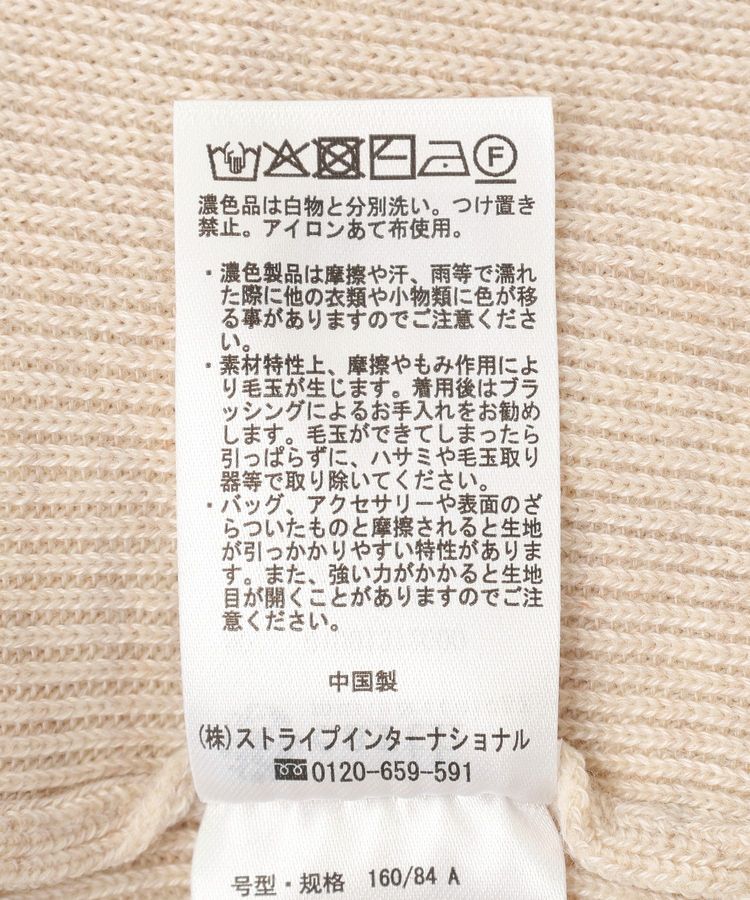 F
濃色品は白物と分別洗い。つけ置き
禁止。アイロンあて布使用。
・濃色製品は摩擦や汗、雨等で濡れ
た際に他の衣類や小物類に色が移
る事がありますのでご注意くださ
い。
・素材特性上、摩擦やもみ作用によ
り毛玉が生じます。着用後はブラ
ッシングによるお手入れをお勧め
します。毛玉ができてしまったら
引っぱらずに、ハサミや毛玉取り
器等で取り除いてください。
・バッグ、アクセサリーや表面のざ
らついたものと摩擦されると生地
が引っかかりやすい特性がありま
す。また、強い力がかかると生地
目が開くことがありますのでご注
意ください。
中国製
(株)ストライプインターナショナル
0120-659-591
号型・规格 160/84 A